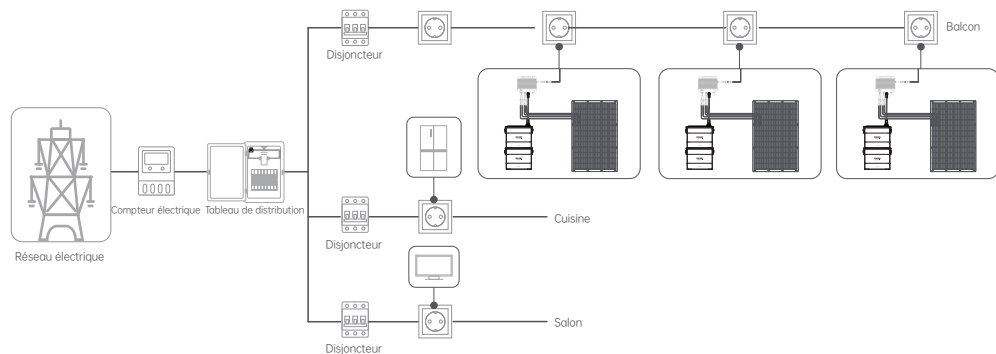 Disjoncteur
Balcon
Compteur électrique
Tableau de distribution
Cuisine
Disjoncteur
Réseau électrique
Salon
Disjoncteur